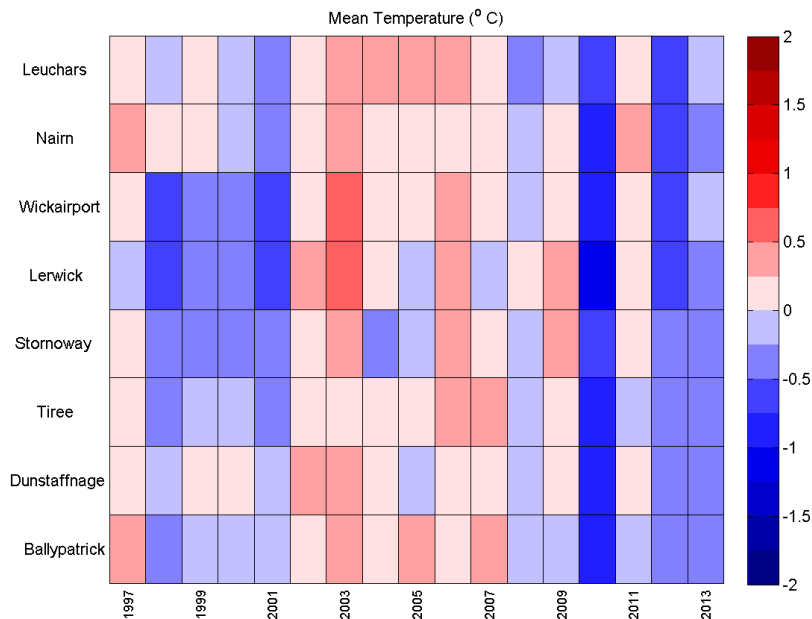 Mean Temperature (° C)
Leuchars
Nairn
Wickairport
Lerwick
Stornoway
Tiree
Dunstaffnage
Ballypatrick
1997
1999
2001
2003
2005
2007
2009
2011
2013
2
1.5
1
0.5
0
-0.5
-1
-1.5
-2